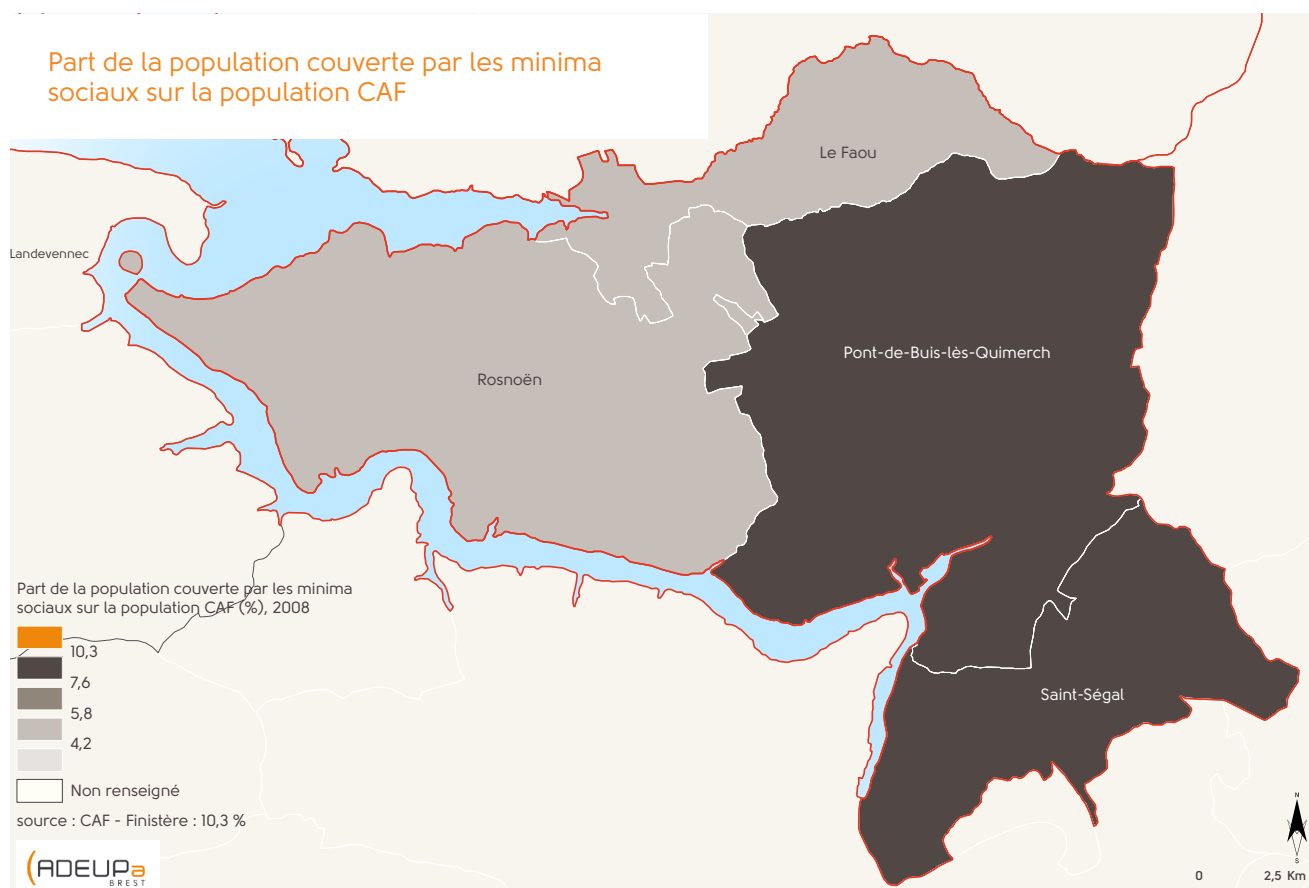 Part de la population couverte par les minima
sociaux sur la population CAF
Le Faou
Landevennec
Pont-de-Buis-lès-Quimerch
Rosnoën
Saint-Ségal
Part de la population couverte par les minima
sociaux sur la population CAF (%), 2008
10,3
7,6
5,8
4,2
Non renseigné
source : CAF - Finistère : 10,3 %
ADEUPa
BREST
N
S
0 2,5 Km